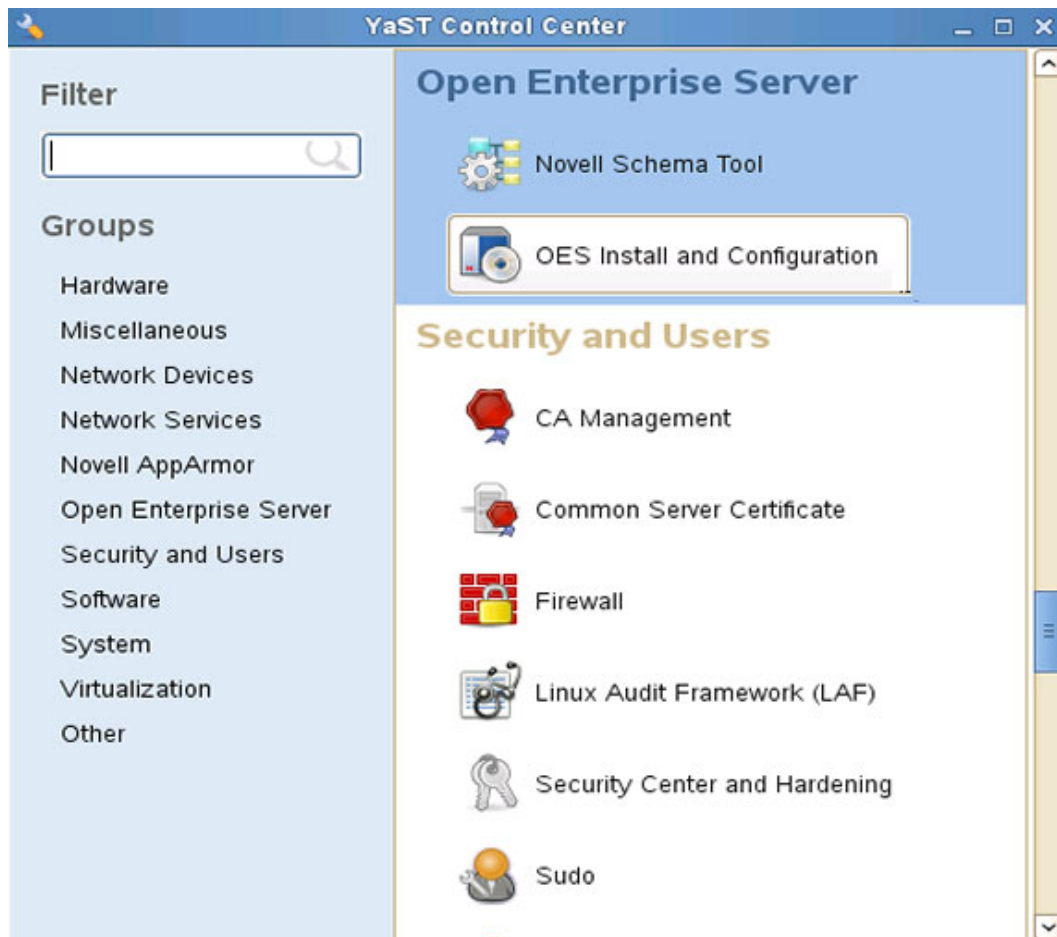 YaST Control Center
Filter
Groups
Hardware
Miscellaneous
Network Devices
Network Services
Novell AppArmor
Open Enterprise Server
Security and Users
Software
System
Virtualization
Other
Open Enterprise Server
Novell Schema Tool
OES Install and Configuration
Security and Users
CA Management
Common Server Certificate
Firewall
Linux Audit Framework (LAF)
Security Center and Hardening
Sudo